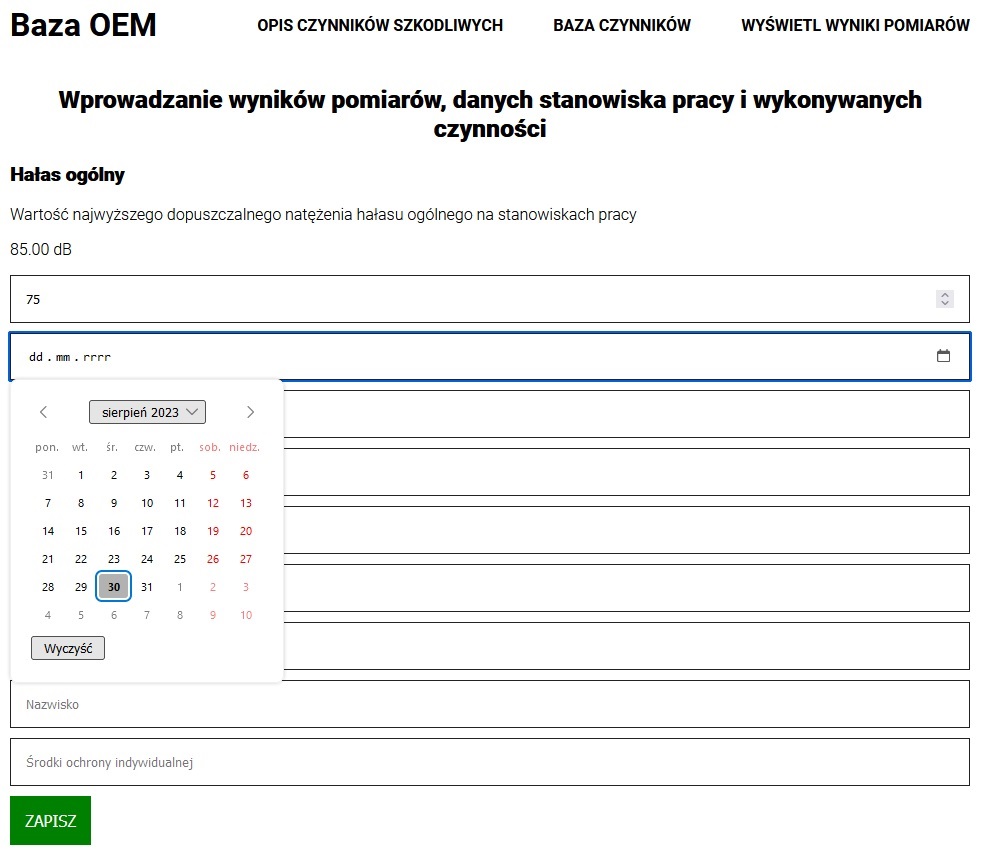 Baza OEM OPIS CZYNNIKÓW SZKODLIWYCH BAZA CZYNNIKÓW WYŚWIETL WYNIKI POMIARÓW
Wprowadzanie wyników pomiarów, danych stanowiska pracy i wykonywanych
czynności
Hałas ogólny
Wartość najwyższego dopuszczalnego natężenia hałasu ogólnego na stanowiskach pracy
85.00 dB
75
dd . mm . rrrr
sierpień 2023
pon. wt. śr. czw. pt. sob. niedz.
31 1 2 3 4 5 6
7 8 9 10 11 12 13
14 15 16 17 18 19 20
21 22 23 24 25 26 27
28 29 30 31 1 2 3
4 5 6 7 8 9 10
Wyczyść
Nazwisko
Środki ochrony indywidualnej
ZAPISZ